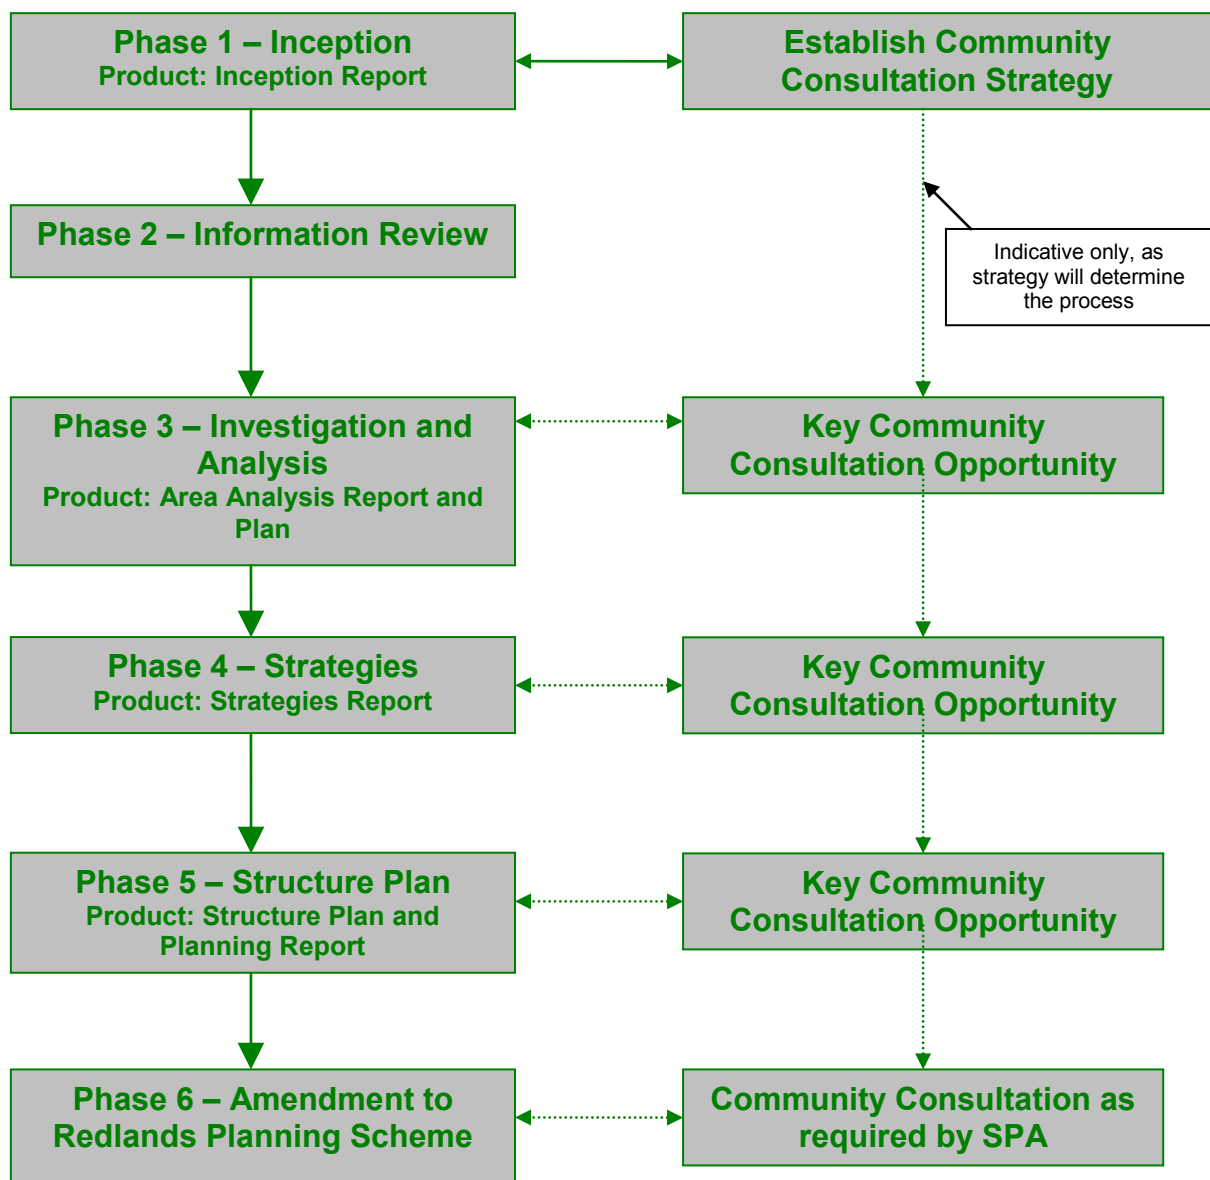 Phase 1 – Inception
Product: Inception Report
Establish Community
Consultation Strategy
Phase 2 – Information Review
Indicative only, as
strategy will determine
the process
Phase 3 – Investigation and
Analysis
Product: Area Analysis Report and
Plan
Key Community
Consultation Opportunity
Phase 4 – Strategies
Product: Strategies Report
Key Community
Consultation Opportunity
Phase 5 – Structure Plan
Product: Structure Plan and
Planning Report
Key Community
Consultation Opportunity
Phase 6 – Amendment to
Redlands Planning Scheme
Community Consultation as
required by SPA